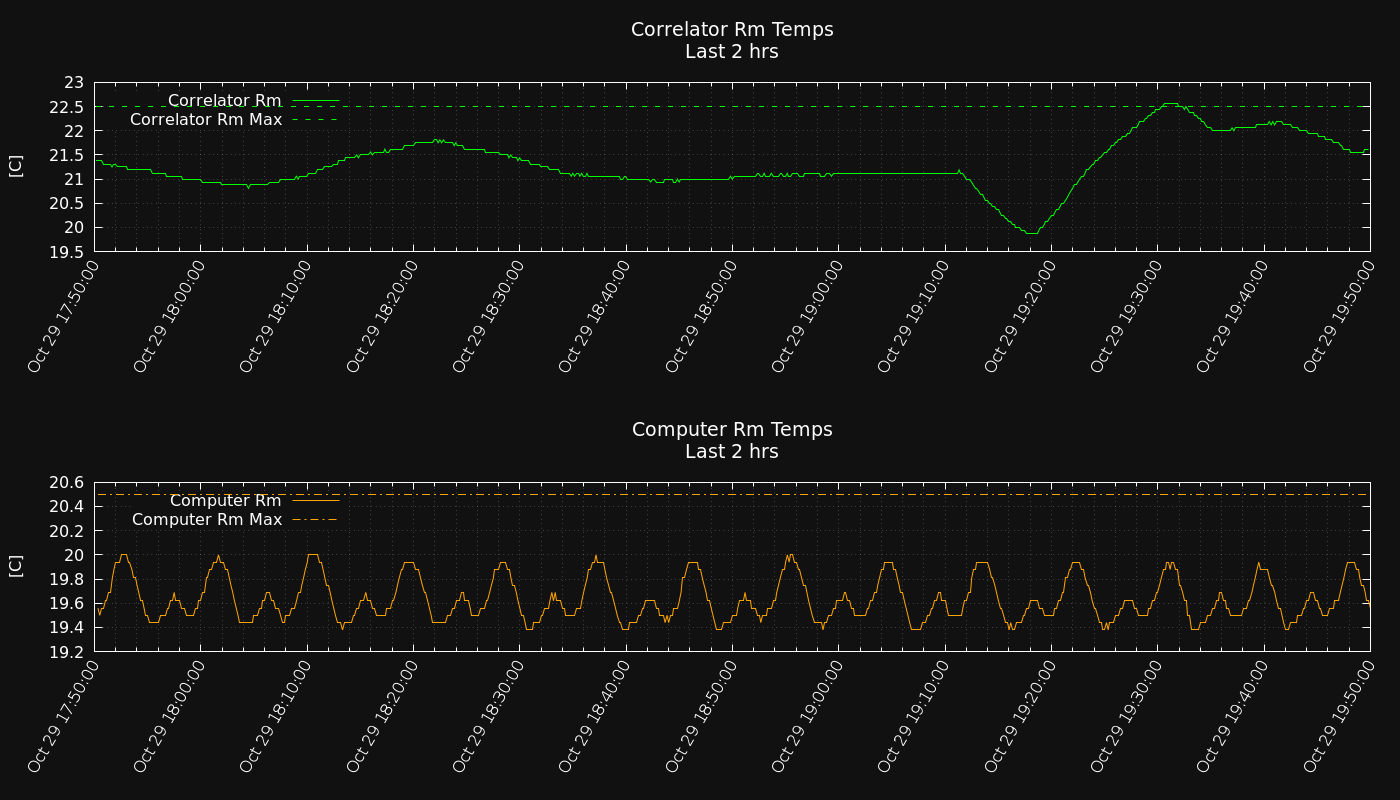 Correlator Rm Temps
Last 2 hrs
[C]
23
22.5
22
21.5
21
20.5
20
19.5
Correlator Rm
Correlator Rm Max
Oct 29 17:50:00
Oct 29 18:00:00
Oct 29 18:10:00
Oct 29 18:20:00
Oct 29 18:30:00
Oct 29 18:40:00
Oct 29 18:50:00
Oct 29 19:00:00
Oct 29 19:10:00
Oct 29 19:20:00
Oct 29 19:30:00
Oct 29 19:40:00
Oct 29 19:50:00
Computer Rm Temps
Last 2 hrs
[C]
20.6
20.4
20.2
20
19.8
19.6
19.4
19.2
Computer Rm
Computer Rm Max
Oct 29 17:50:00
Oct 29 18:00:00
Oct 29 18:10:00
Oct 29 18:20:00
Oct 29 18:30:00
Oct 29 18:40:00
Oct 29 18:50:00
Oct 29 19:00:00
Oct 29 19:10:00
Oct 29 19:20:00
Oct 29 19:30:00
Oct 29 19:40:00
Oct 29 19:50:00